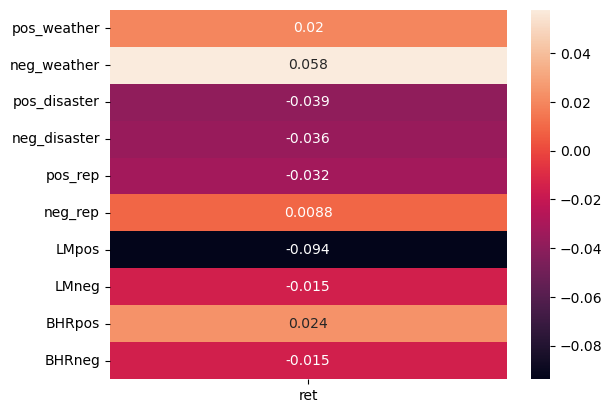 pos_weather 0.02
neg_weather 0.058
pos_disaster -0.039
neg_disaster -0.036
pos_rep -0.032
neg_rep 0.0088
LMpos -0.094
LMneg -0.015
BHRpos 0.024
BHRneg -0.015
ret
0.04
0.02
0.00
−0.02
−0.04
−0.06
−0.08